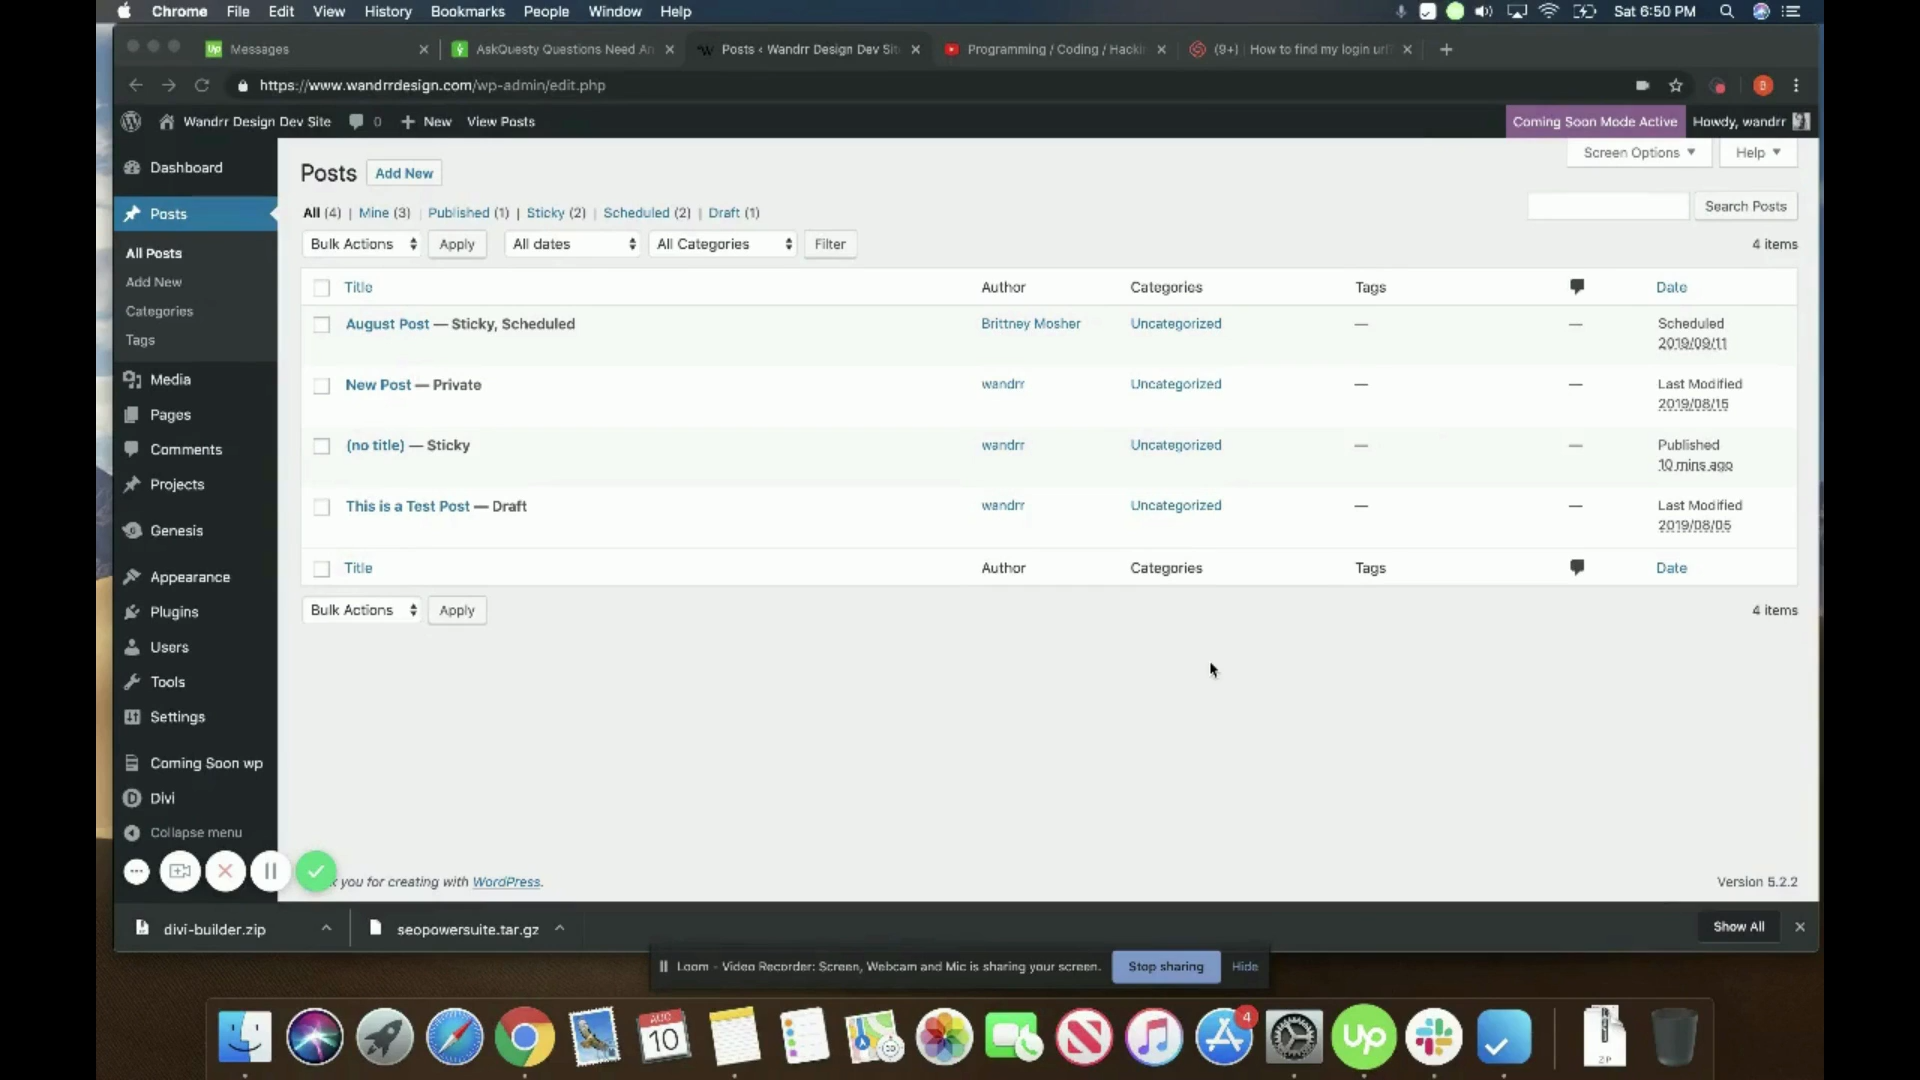 Chrome File Edit View History Bookmarks People Window Help Sat 6:50 PM
Up Messages AskQuesty Questions Need An Posts ‹ Wandrr Design Dev Sit Programming / Coding / Hackin (9+) How to find my login url
https://www.wandrrdesign.com/wp-admin/edit.php B
Wandrr Design Dev Site 0 + New View Posts Coming Soon Mode Active Howdy, wandrr
Screen Options Help
Dashboard
Posts
All Posts
Add New
Categories
Tags
Media
Pages
Comments
Projects
Genesis
Appearance
Plugins
Users
Tools
Settings
Coming Soon wp
Divi
Collapse menu
Posts Add New
All (4) | Mine (3) | Published (1) | Sticky (2) | Scheduled (2) | Draft (1)
Search Posts
Bulk Actions Apply All dates All Categories Filter 4 items
Title Author Categories Tags Date
August Post — Sticky, Scheduled Brittney Mosher Uncategorized — — Scheduled
2019/09/11
New Post — Private wandrr Uncategorized — — Last Modified
2019/08/15
(no title) — Sticky wandrr Uncategorized — — Published
10 mins ago
This is a Test Post — Draft wandrr Uncategorized — — Last Modified
2019/08/05
Title Author Categories Tags Date
Bulk Actions Apply 4 items
you for creating with WordPress. Version 5.2.2
divi-builder.zip seopowersuite.tar.gz Show All
Loom - Video Recorder: Screen, Webcam and Mic is sharing your screen. Stop sharing Hide
AUG
10
4
Up
ZIP